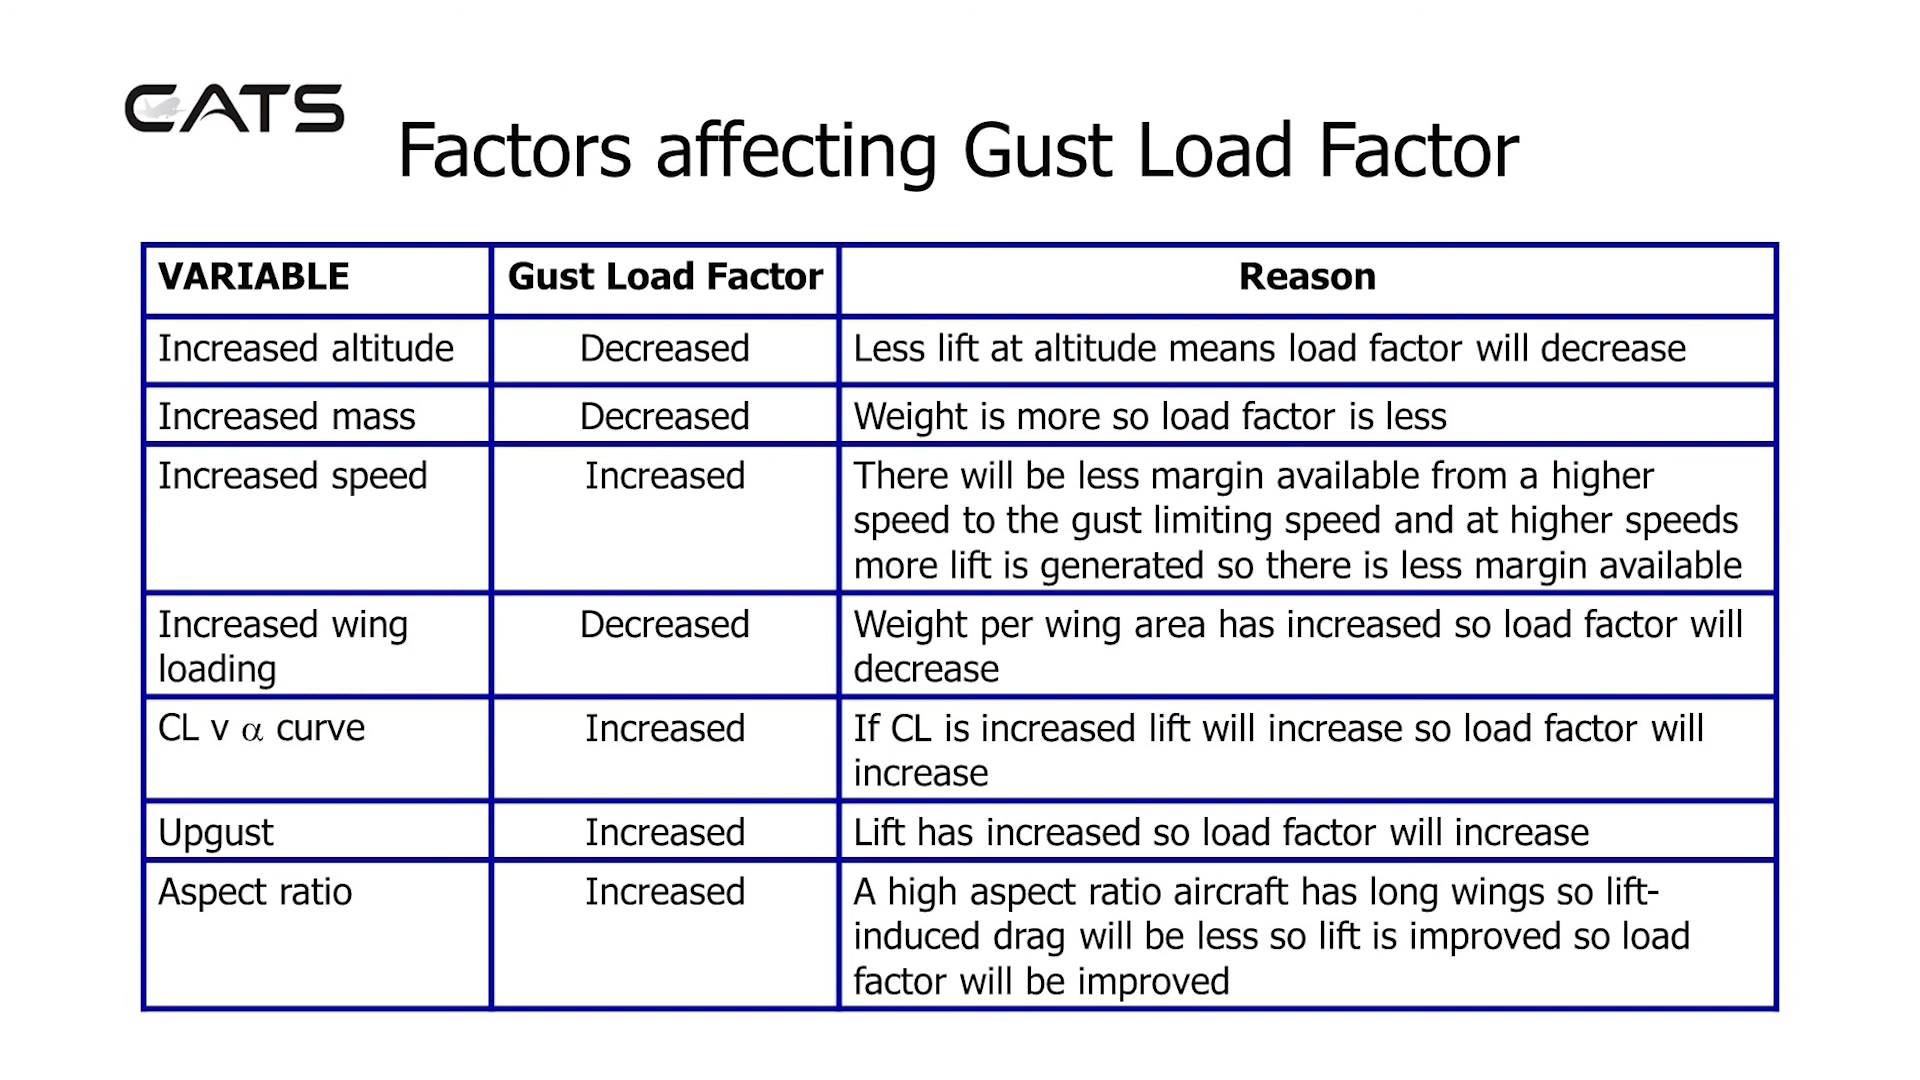 CATS
Factors affecting Gust Load Factor
VARIABLE
Gust Load Factor
Reason
Increased altitude
Decreased
Less lift at altitude means load factor will decrease
Increased mass
Decreased
Weight is more so load factor is less
Increased speed
Increased
There will be less margin available from a higher
speed to the gust limiting speed and at higher speeds
more lift is generated so there is less margin available
Increased wing
loading
Decreased
Weight per wing area has increased so load factor will
decrease
CL v α curve
Increased
If CL is increased lift will increase so load factor will
increase
Upgust
Increased
Lift has increased so load factor will increase
Aspect ratio
Increased
A high aspect ratio aircraft has long wings so lift-
induced drag will be less so lift is improved so load
factor will be improved